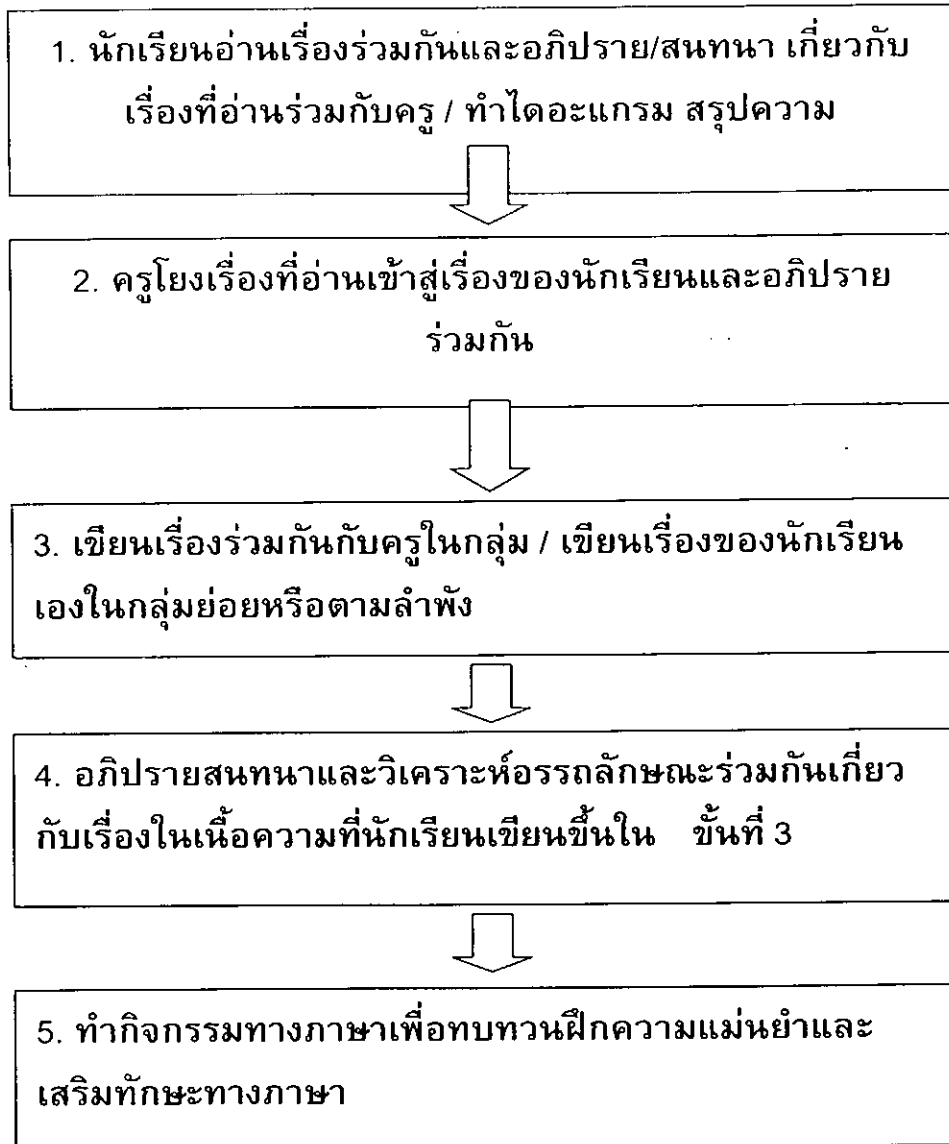 1. นักเรียนอ่านเรื่องร่วมกันและอภิปราย/สนทนา เกี่ยวกับ
เรื่องที่อ่านร่วมกับครู / ทำไดอะแกรม สรุปความ
2. ครูโยงเรื่องที่อ่านเข้าสู่เรื่องของนักเรียนและอภิปราย
ร่วมกัน
3. เขียนเรื่องร่วมกันกับครูในกลุ่ม / เขียนเรื่องของนักเรียน
เองในกลุ่มย่อยหรือตามลำพัง
4. อภิปรายสนทนาและวิเคราะห์อรรถลักษณะร่วมกันเกี่ยว
กับเรื่องในเนื้อความที่นักเรียนเขียนขึ้นใน ขั้นที่ 3
5. ทำกิจกรรมทางภาษาเพื่อทบทวนฝึกความแม่นยำและ
เสริมทักษะทางภาษา